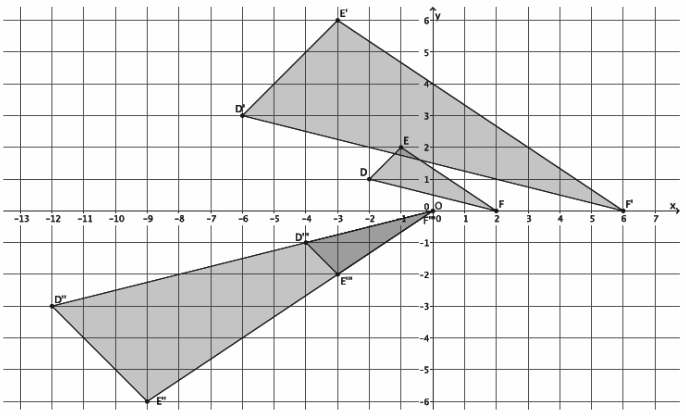 E'
6 y
5
4
D' 3
E 2
D 1
0 O F F' x
-13 -12 -11 -10 -9 -8 -7 -6 -5 -4 -3 -2 -1 0 1 2 3 4 5 6 7
D''' -1
E''' -2
D'' -3
-4
-5
E'' -6